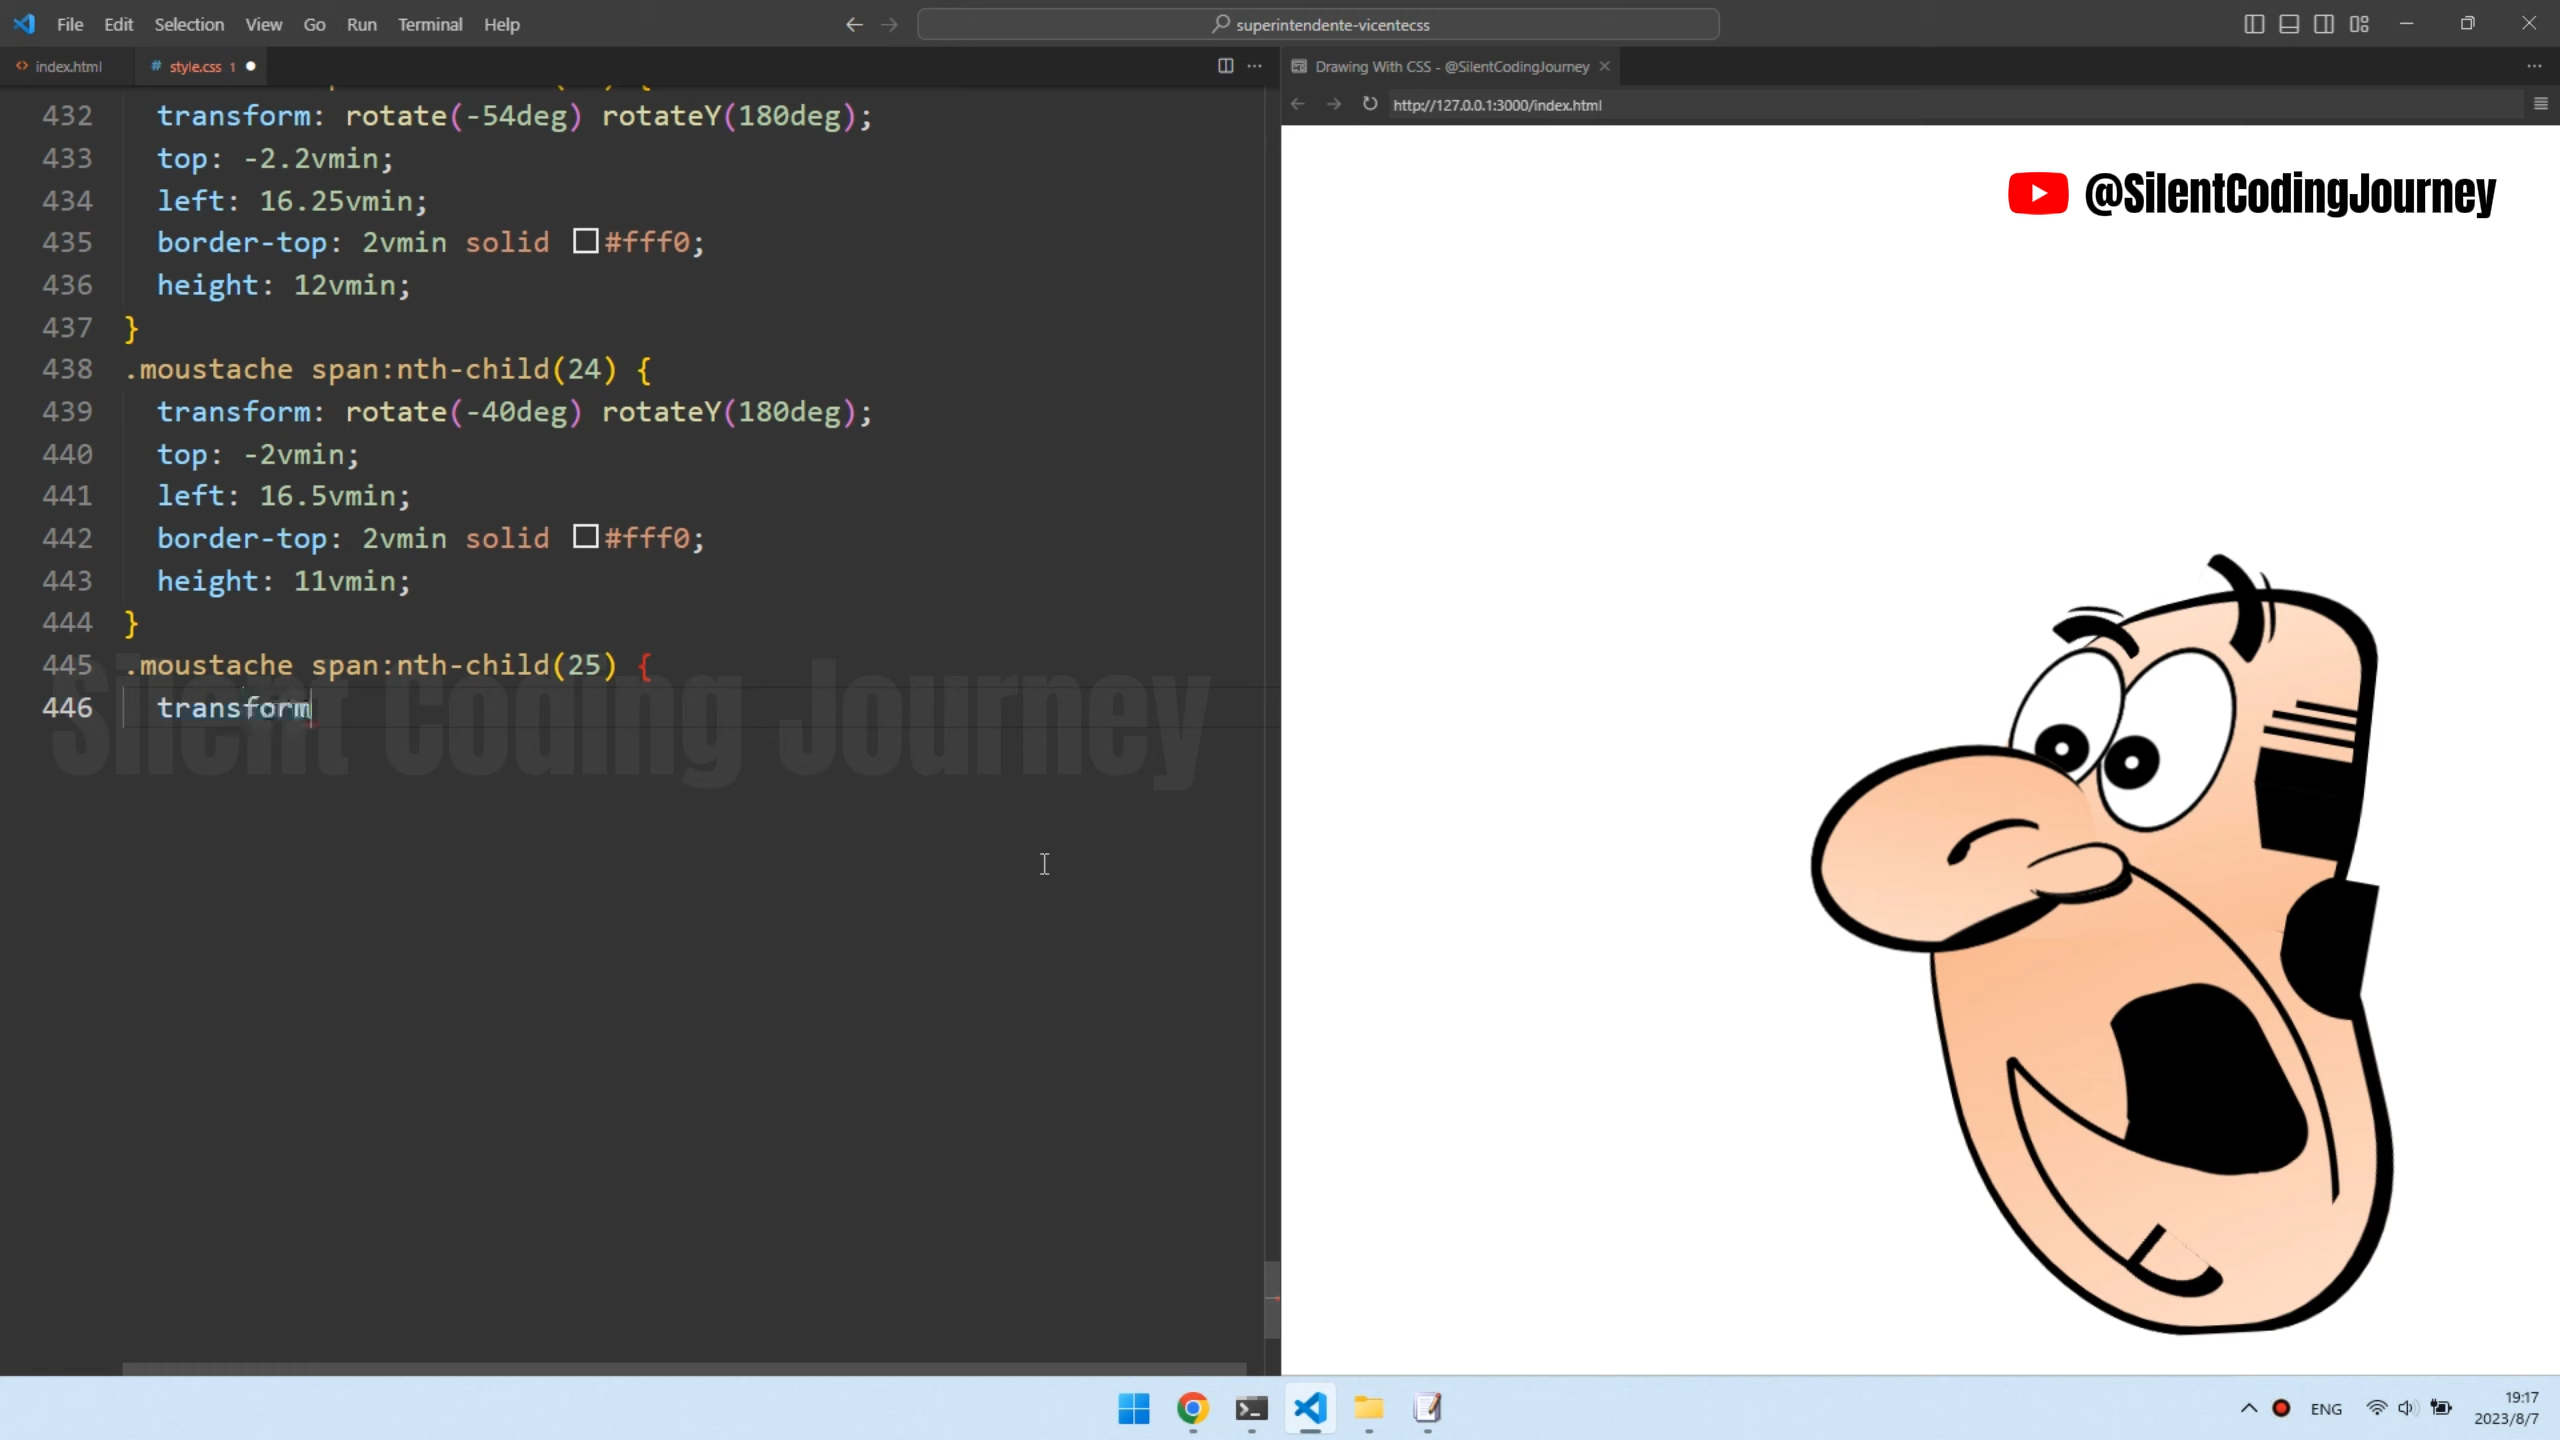 File Edit Selection View Go Run Terminal Help
superintendente-vicentecss
index.html
# style.css 1
Drawing With CSS - @SilentCodingJourney
http://127.0.0.1:3000/index.html
432 transform: rotate(-54deg) rotateY(180deg);
433 top: -2.2vmin;
434 left: 16.25vmin;
435 border-top: 2vmin solid #fff0;
436 height: 12vmin;
437 }
438 .moustache span:nth-child(24) {
439 transform: rotate(-40deg) rotateY(180deg);
440 top: -2vmin;
441 left: 16.5vmin;
442 border-top: 2vmin solid #fff0;
443 height: 11vmin;
444 }
445 .moustache span:nth-child(25) {
446 transform
Silent Coding Journey
@SilentCodingJourney
ENG
19:17
2023/8/7